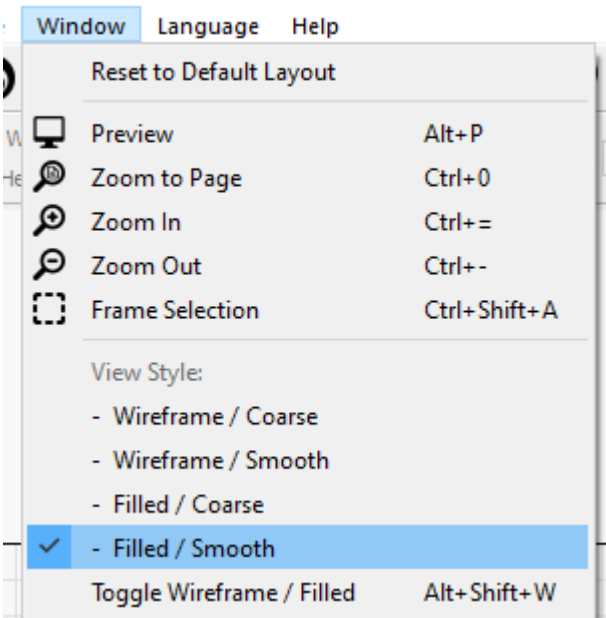 Window Language Help
Reset to Default Layout
Preview Alt+P
Zoom to Page Ctrl+0
Zoom In Ctrl+=
Zoom Out Ctrl+-
Frame Selection Ctrl+Shift+A
View Style:
- Wireframe / Coarse
- Wireframe / Smooth
- Filled / Coarse
- Filled / Smooth
Toggle Wireframe / Filled Alt+Shift+W